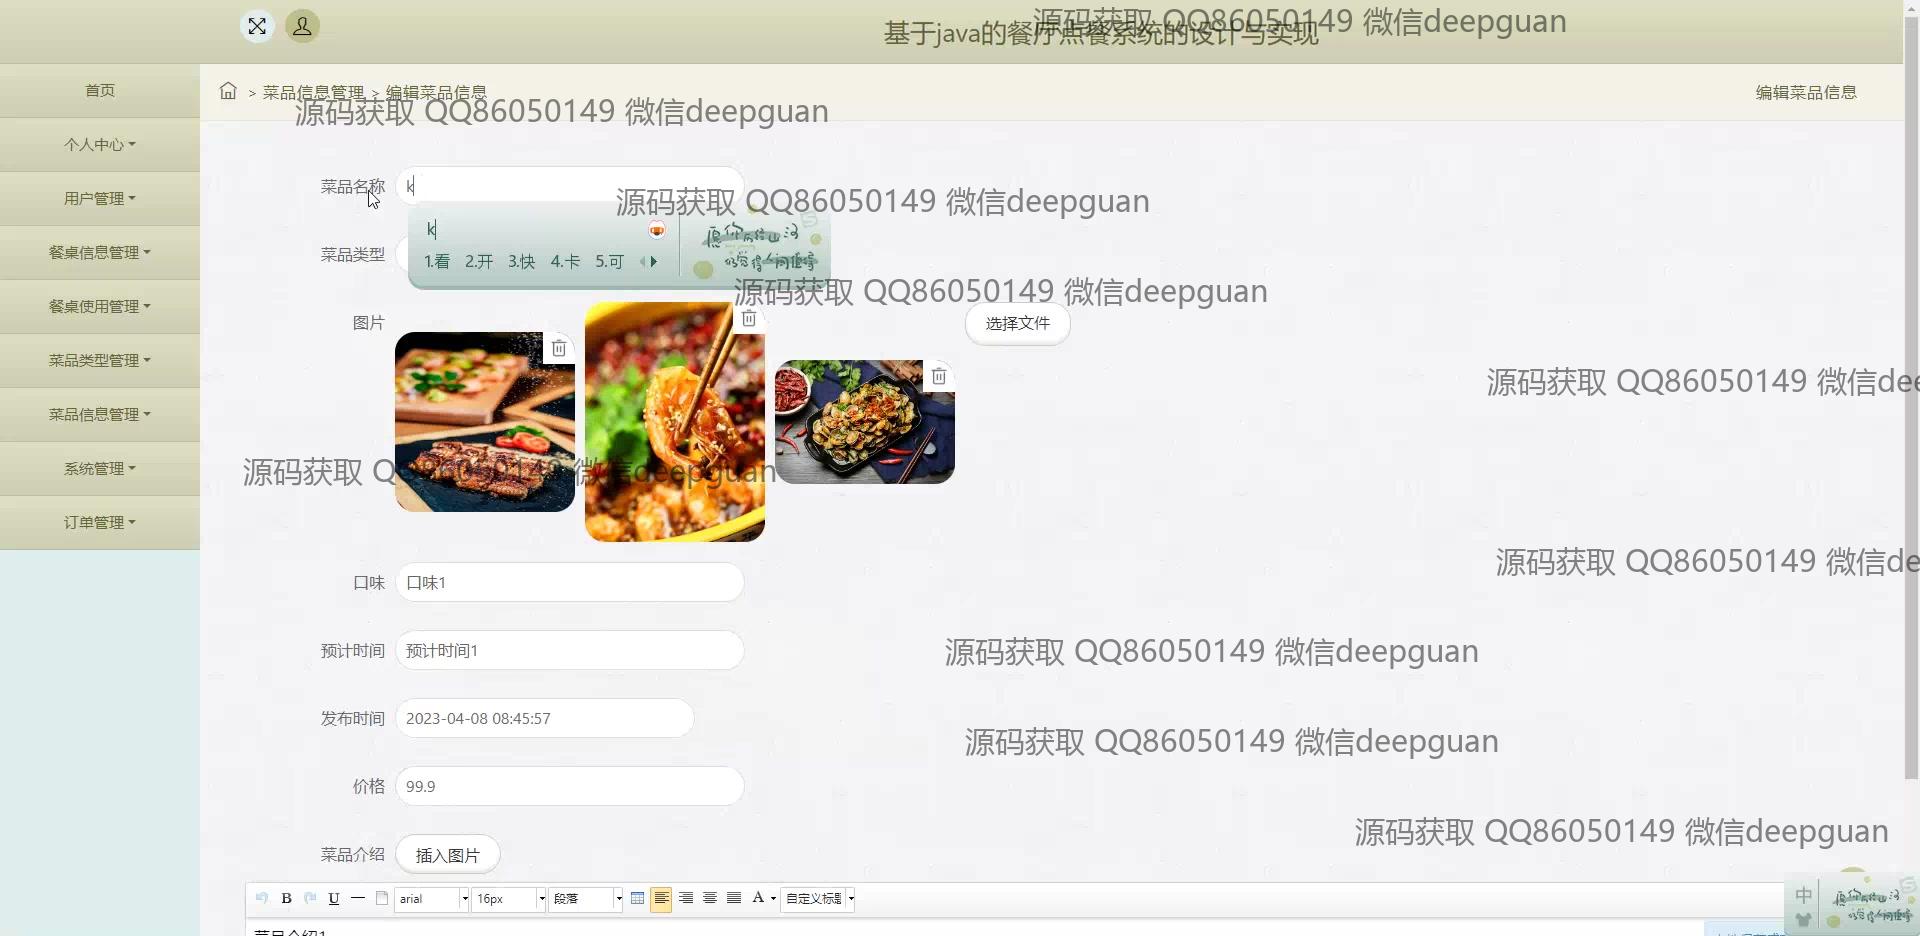 基于java的餐厅点餐系统的设计与实现
源码获取 QQ86050149 微信deepguan
首页
个人中心
用户管理
餐桌信息管理
餐桌使用管理
菜品类型管理
菜品信息管理
系统管理
订单管理
> 菜品信息管理 > 编辑菜品信息
编辑菜品信息
源码获取 QQ86050149 微信deepguan
菜品名称 k
源码获取 QQ86050149 微信deepguan
k
1.看 2.开 3.快 4.卡 5.可
菜品类型
源码获取 QQ86050149 微信deepguan
图片
选择文件
源码获取 QQ86050149 微信dee
源码获取 QQ86050149 微信deepguan
口味 口味1
源码获取 QQ86050149 微信de
预计时间 预计时间1
源码获取 QQ86050149 微信deepguan
发布时间 2023-04-08 08:45:57
源码获取 QQ86050149 微信deepguan
价格 99.9
源码获取 QQ86050149 微信deepguan
菜品介绍 插入图片
B U arial 16px 段落 A 自定义标题
中
菜品介绍1